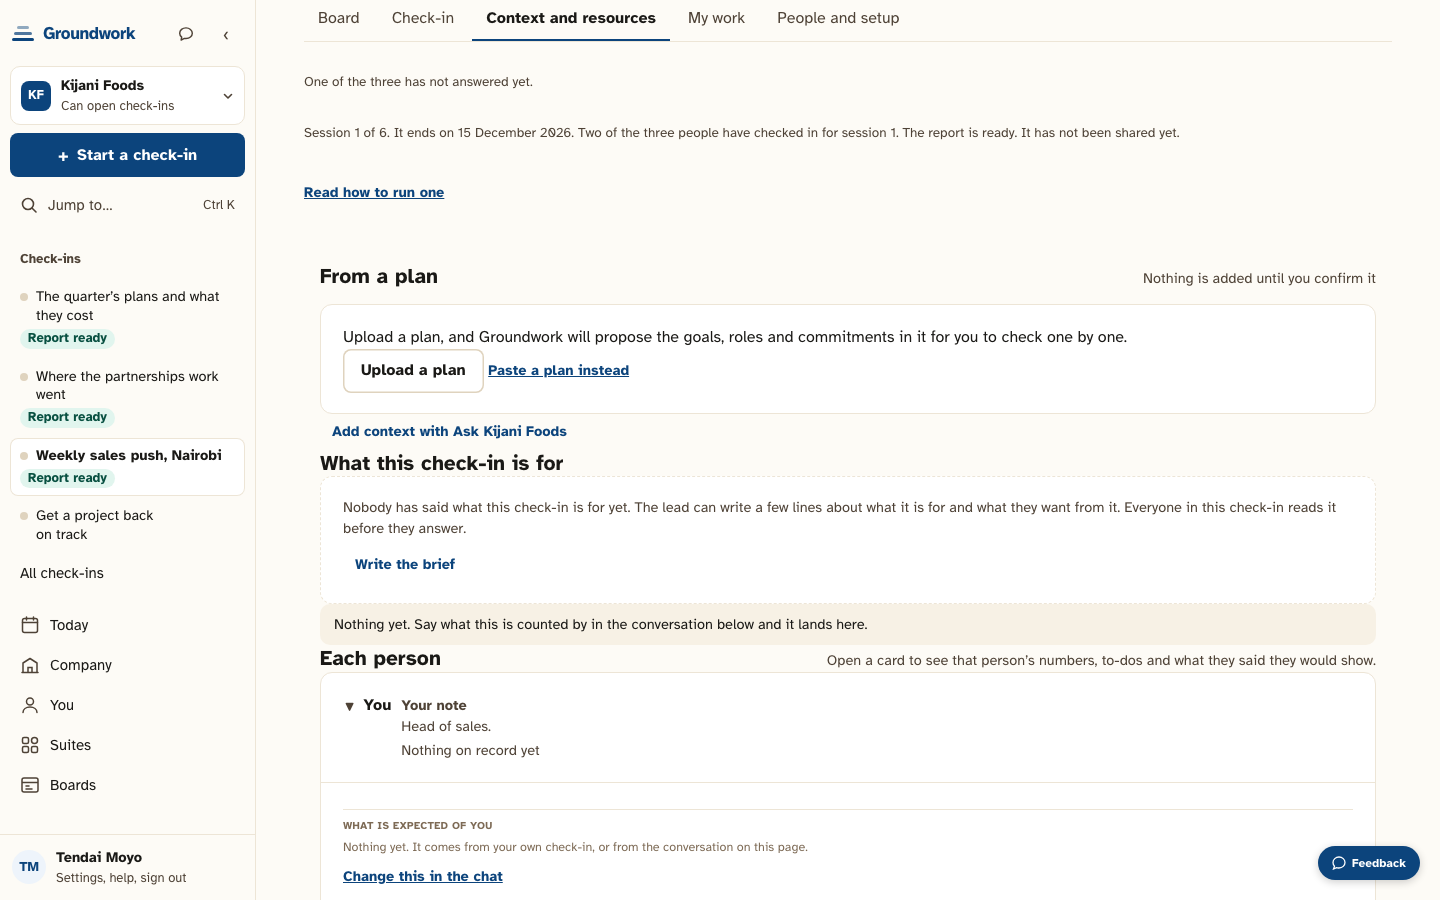 Groundwork
KF
Kijani Foods
Can open check-ins
+ Start a check-in
Jump to...
Ctrl K
Check-ins
The quarter's plans and what
they cost
Report ready
Where the partnerships work
went
Report ready
Weekly sales push, Nairobi
Report ready
Get a project back
on track
All check-ins
Today
Company
You
Suites
Boards
TM
Tendai Moyo
Settings, help, sign out
Board
Check-in
Context and resources
My work
People and setup
One of the three has not answered yet.
Session 1 of 6. It ends on 15 December 2026. Two of the three people have checked in for session 1. The report is ready. It has not been shared yet.
Read how to run one
From a plan
Nothing is added until you confirm it
Upload a plan, and Groundwork will propose the goals, roles and commitments in it for you to check one by one.
Upload a plan
Paste a plan instead
Add context with Ask Kijani Foods
What this check-in is for
Nobody has said what this check-in is for yet. The lead can write a few lines about what it is for and what they want from it. Everyone in this check-in reads it
before they answer.
Write the brief
Nothing yet. Say what this is counted by in the conversation below and it lands here.
Each person
Open a card to see that person's numbers, to-dos and what they said they would show.
▼ You
Your note
Head of sales.
Nothing on record yet
WHAT IS EXPECTED OF YOU
Nothing yet. It comes from your own check-in, or from the conversation on this page.
Change this in the chat
Feedback